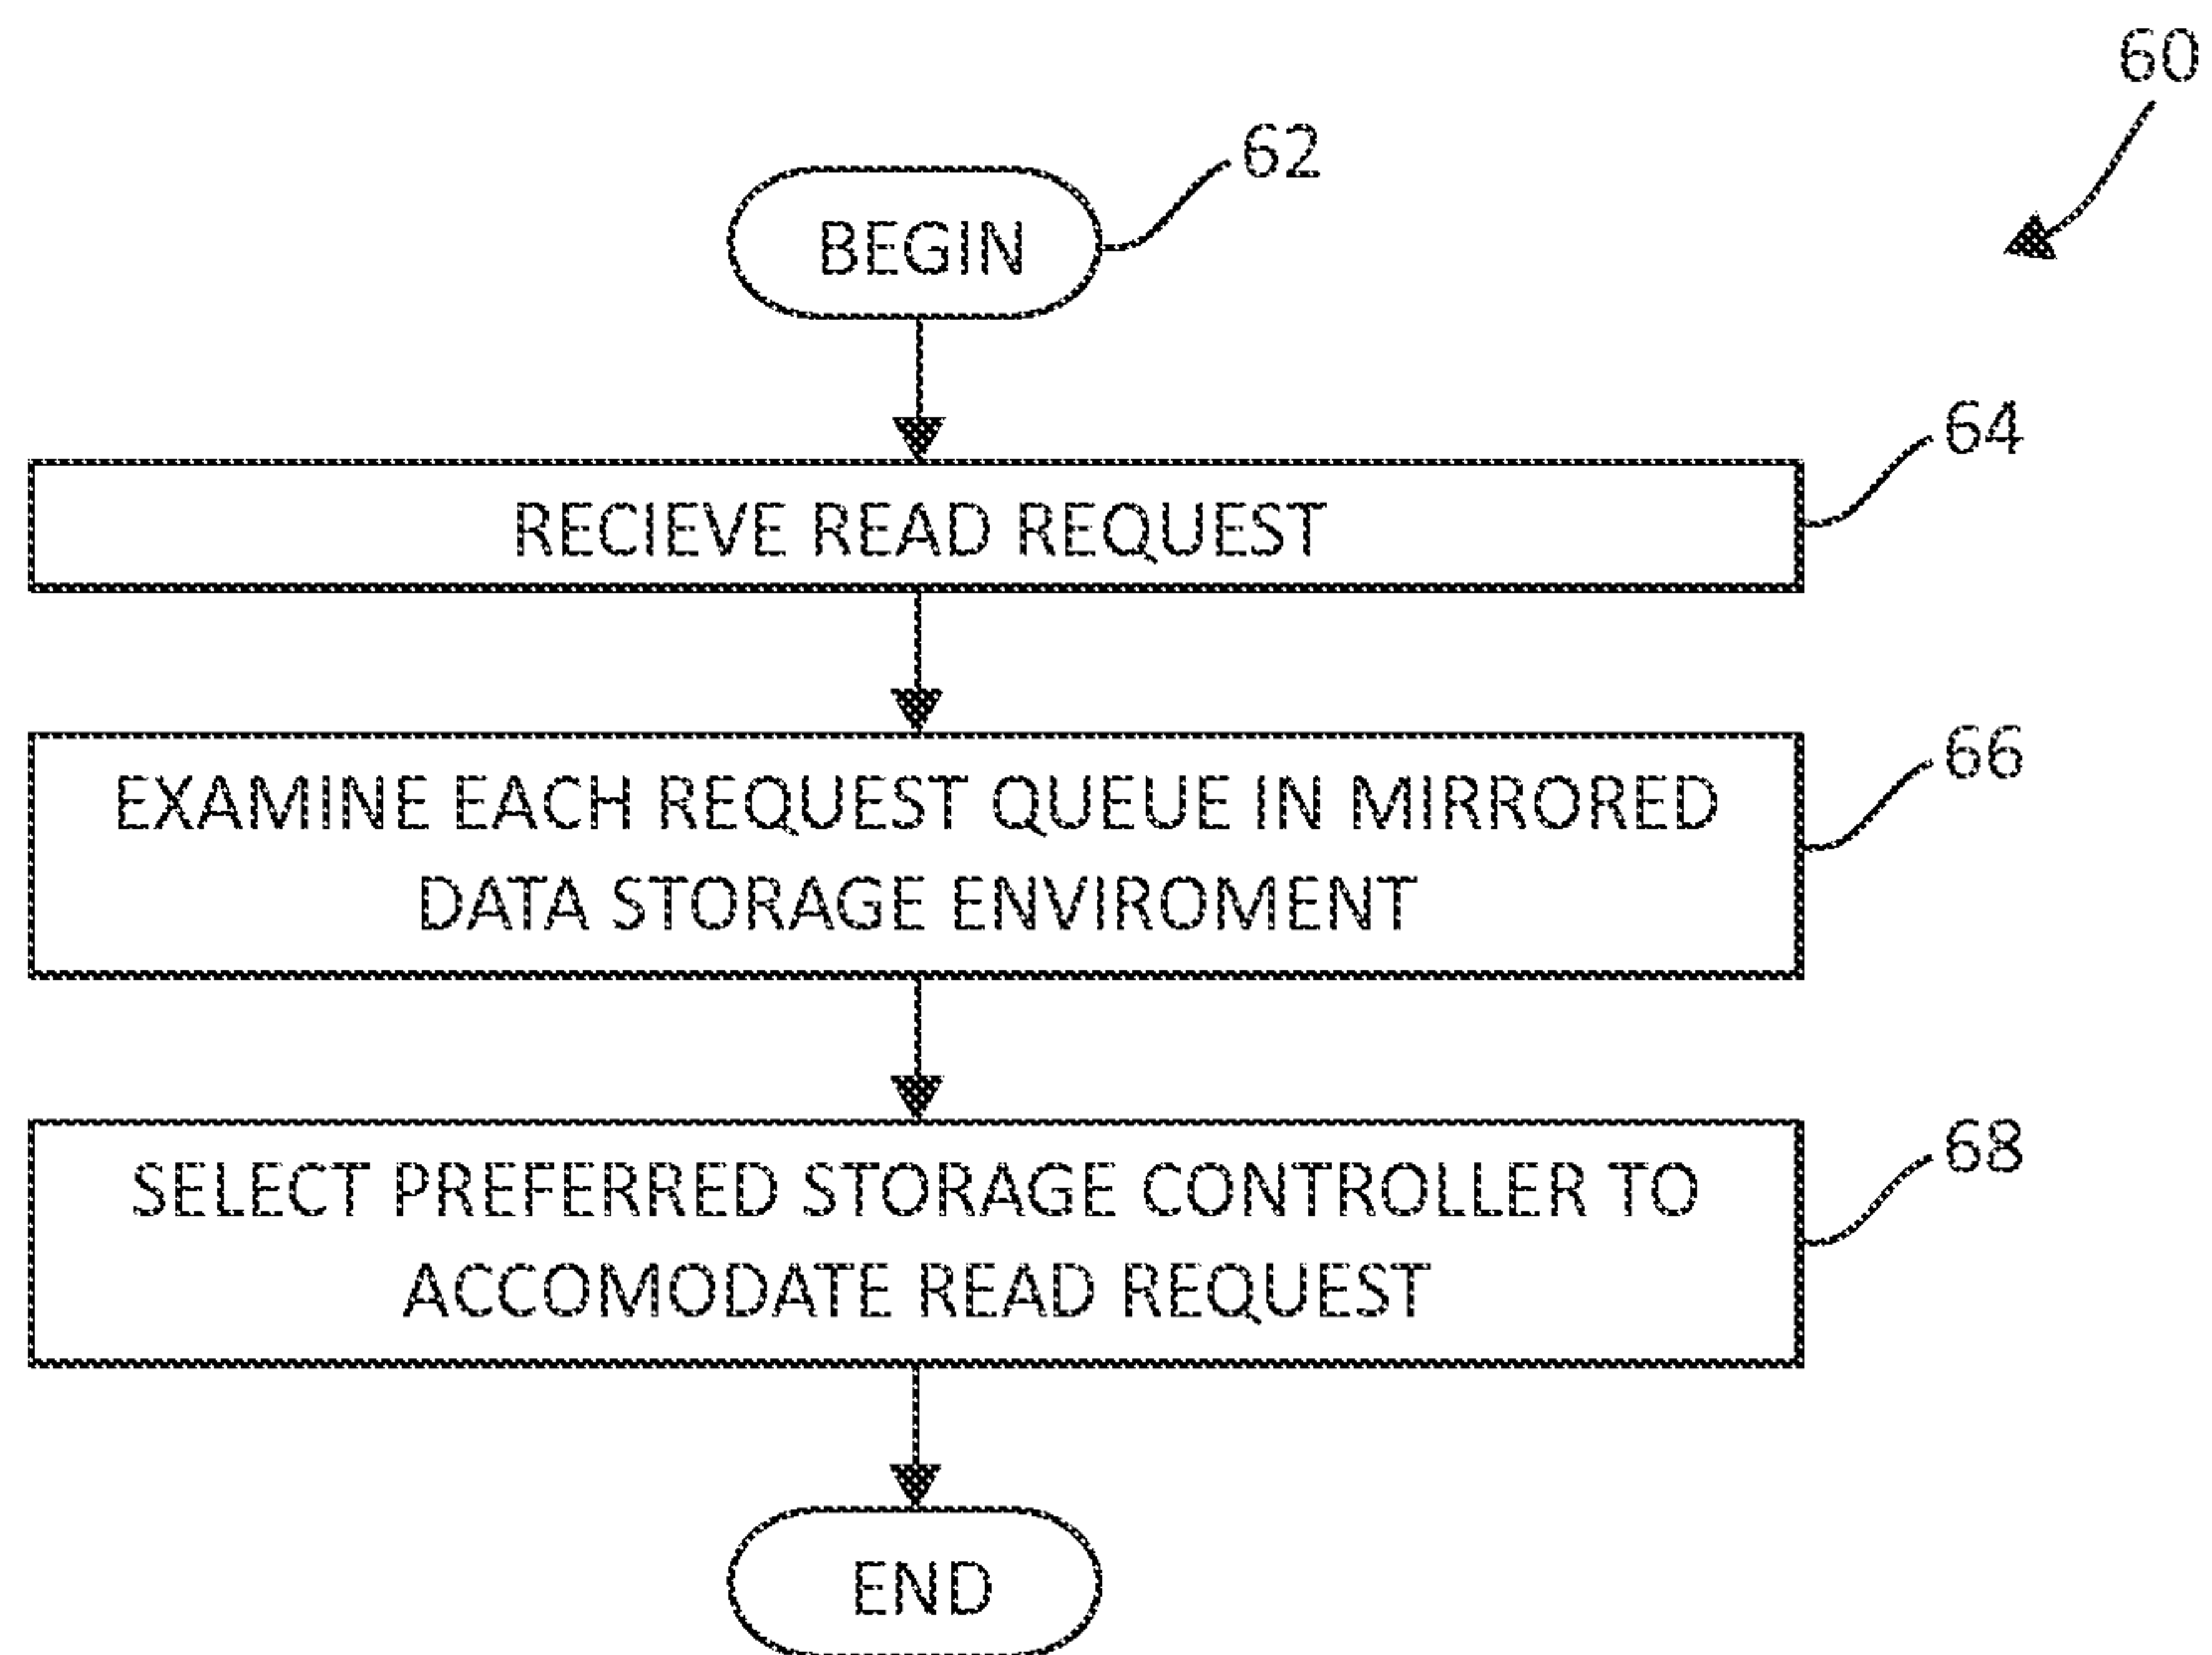 60
62
BEGIN
64
RECIEVE READ REQUEST
66
EXAMINE EACH REQUEST QUEUE IN MIRRORED
DATA STORAGE ENVIROMENT
68
SELECT PREFERRED STORAGE CONTROLLER TO
ACCOMODATE READ REQUEST
END